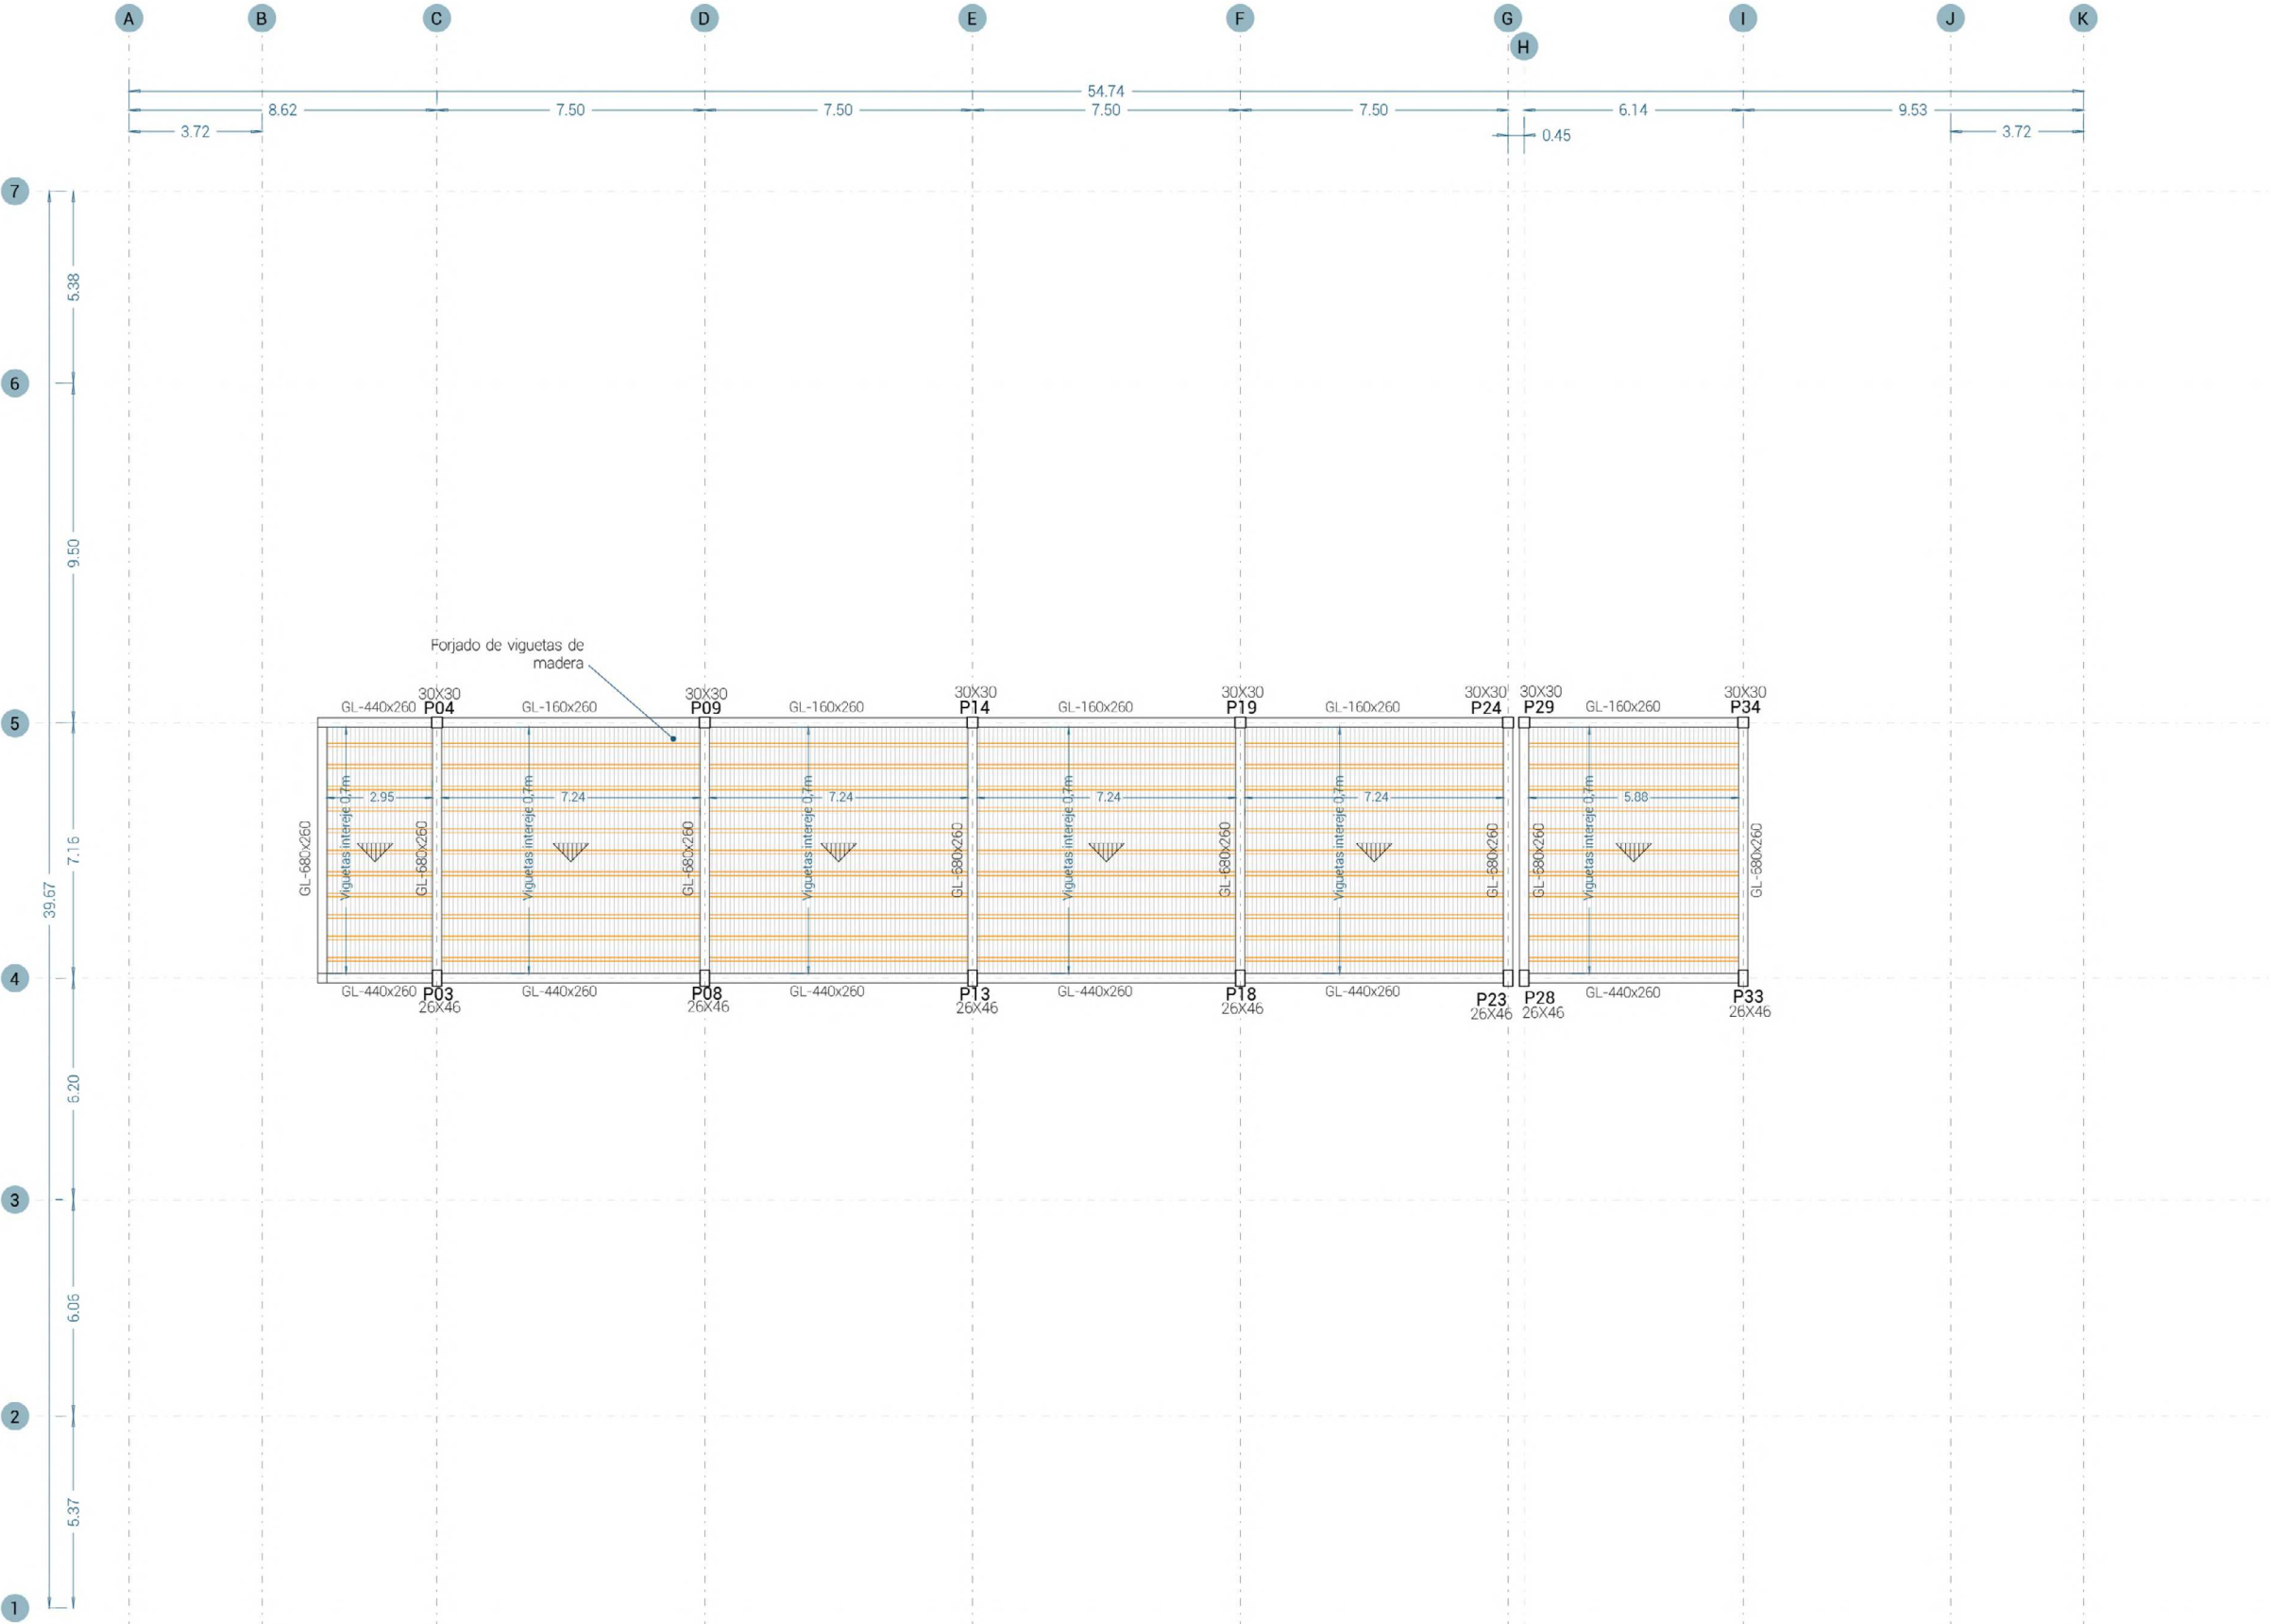 A B C D E F G I J K
H
54.74
8.62 7.50 7.50 7.50 7.50 6.14 9.53
3.72 0.45 3.72
7
5.38
6
9.50
Forjado de viguetas de
madera
30X30 30X30 30X30 30X30 30X30 30X30 30X30
GL-440x260 P04 GL-160x260 P09 GL-160x260 P14 GL-160x260 P19 GL-160x260 P24 P29 GL-160x260 P34
5
Viguetas intereje 0,7m Viguetas intereje 0,7m Viguetas intereje 0,7m Viguetas intereje 0,7m Viguetas intereje 0,7m Viguetas intereje 0,7m
2.95 7.24 7.24 7.24 7.24 5.88
GL-680x260 GL-680x260 GL-680x260 GL-680x260 GL-680x260 GL-680x260 GL-680x260 GL-680x260
7.15
39.67
4
GL-440x260 P03 GL-440x260 P08 GL-440x260 P13 GL-440x260 P18 GL-440x260 P23 P28 GL-440x260 P33
26X46 26X46 26X46 26X46 26X46 26X46 26X46
6.20
3
6.06
2
5.37
1